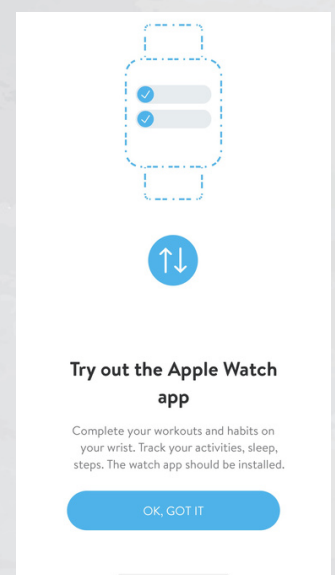 Try out the Apple Watch
app
Complete your workouts and habits on
your wrist. Track your activities, sleep,
steps. The watch app should be installed.
OK, GOT IT